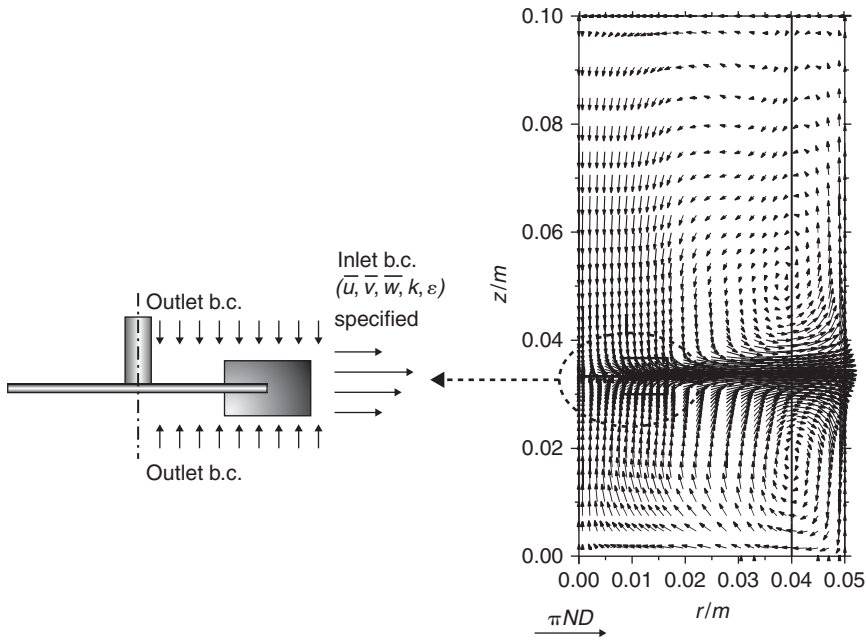 Outlet b.c.
Inlet b.c.
(u̅, v̅, w̅, k, ε)
specified
Outlet b.c.
z/m
0.10
0.80
0.06
0.04
0.02
0.00
0.00 0.01 0.02 0.03 0.04 0.05
r/m
πND